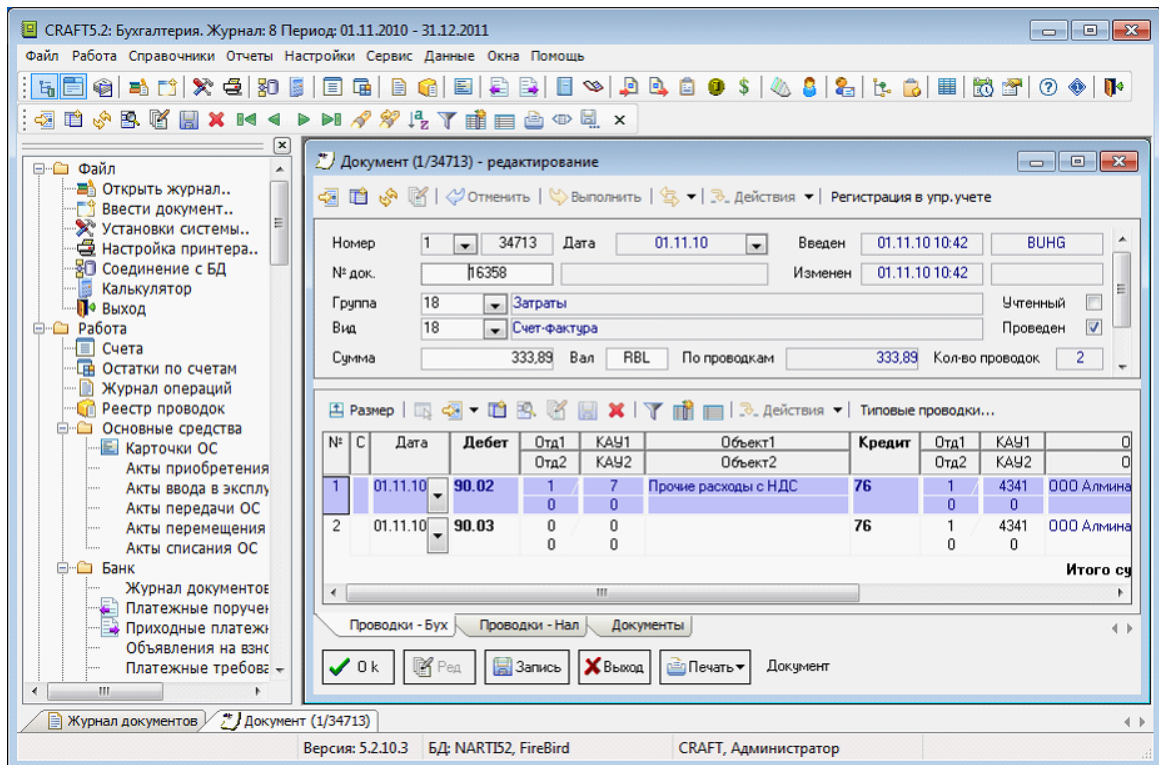 CRAFT5.2: Бухгалтерия. Журнал: 8 Период: 01.11.2010 - 31.12.2011
Файл Работа Справочники Отчеты Настройки Сервис Данные Окна Помощь
Файл
Открыть журнал..
Ввести документ..
Установки системы..
Настройка принтера..
Соединение с БД
Калькулятор
Выход
Работа
Счета
Остатки по счетам
Журнал операций
Реестр проводок
Основные средства
Карточки ОС
Акты приобретения
Акты ввода в эксплу
Акты передачи ОС
Акты перемещения
Акты списания ОС
Банк
Журнал документов
Платежные поручен
Приходные платежн
Объявления на взно
Платежные требова
Документ (1/34713) - редактирование
Отменить Выполнить Действия Регистрация в упр.учете
Номер 1 34713 Дата 01.11.10 Введен 01.11.10 10:42 BUHG
№ док. 16358 Изменен 01.11.10 10:42
Группа 18 Затраты Учтенный
Вид 18 Счет-фактура Проведен
Сумма 333,89 Вал RBL По проводкам 333,89 Кол-во проводок 2
Размер Действия Типовые проводки...
№ С Дата Дебет Отд1 КАУ1 Объект1 Кредит Отд1 КАУ1 О
Отд2 КАУ2 Объект2 Отд2 КАУ2 О
1 01.11.10 90.02 1 7 Прочие расходы с НДС 76 1 4341 ООО Алмина
0 0 0 0
2 01.11.10 90.03 0 0 76 1 4341 ООО Алмина
0 0 0 0
Итого су
Проводки - Бух Проводки - Нал Документы
Ok Ред Запись Выход Печать Документ
Журнал документов Документ (1/34713)
Версия: 5.2.10.3 БД: NARTI52, FireBird CRAFT, Администратор